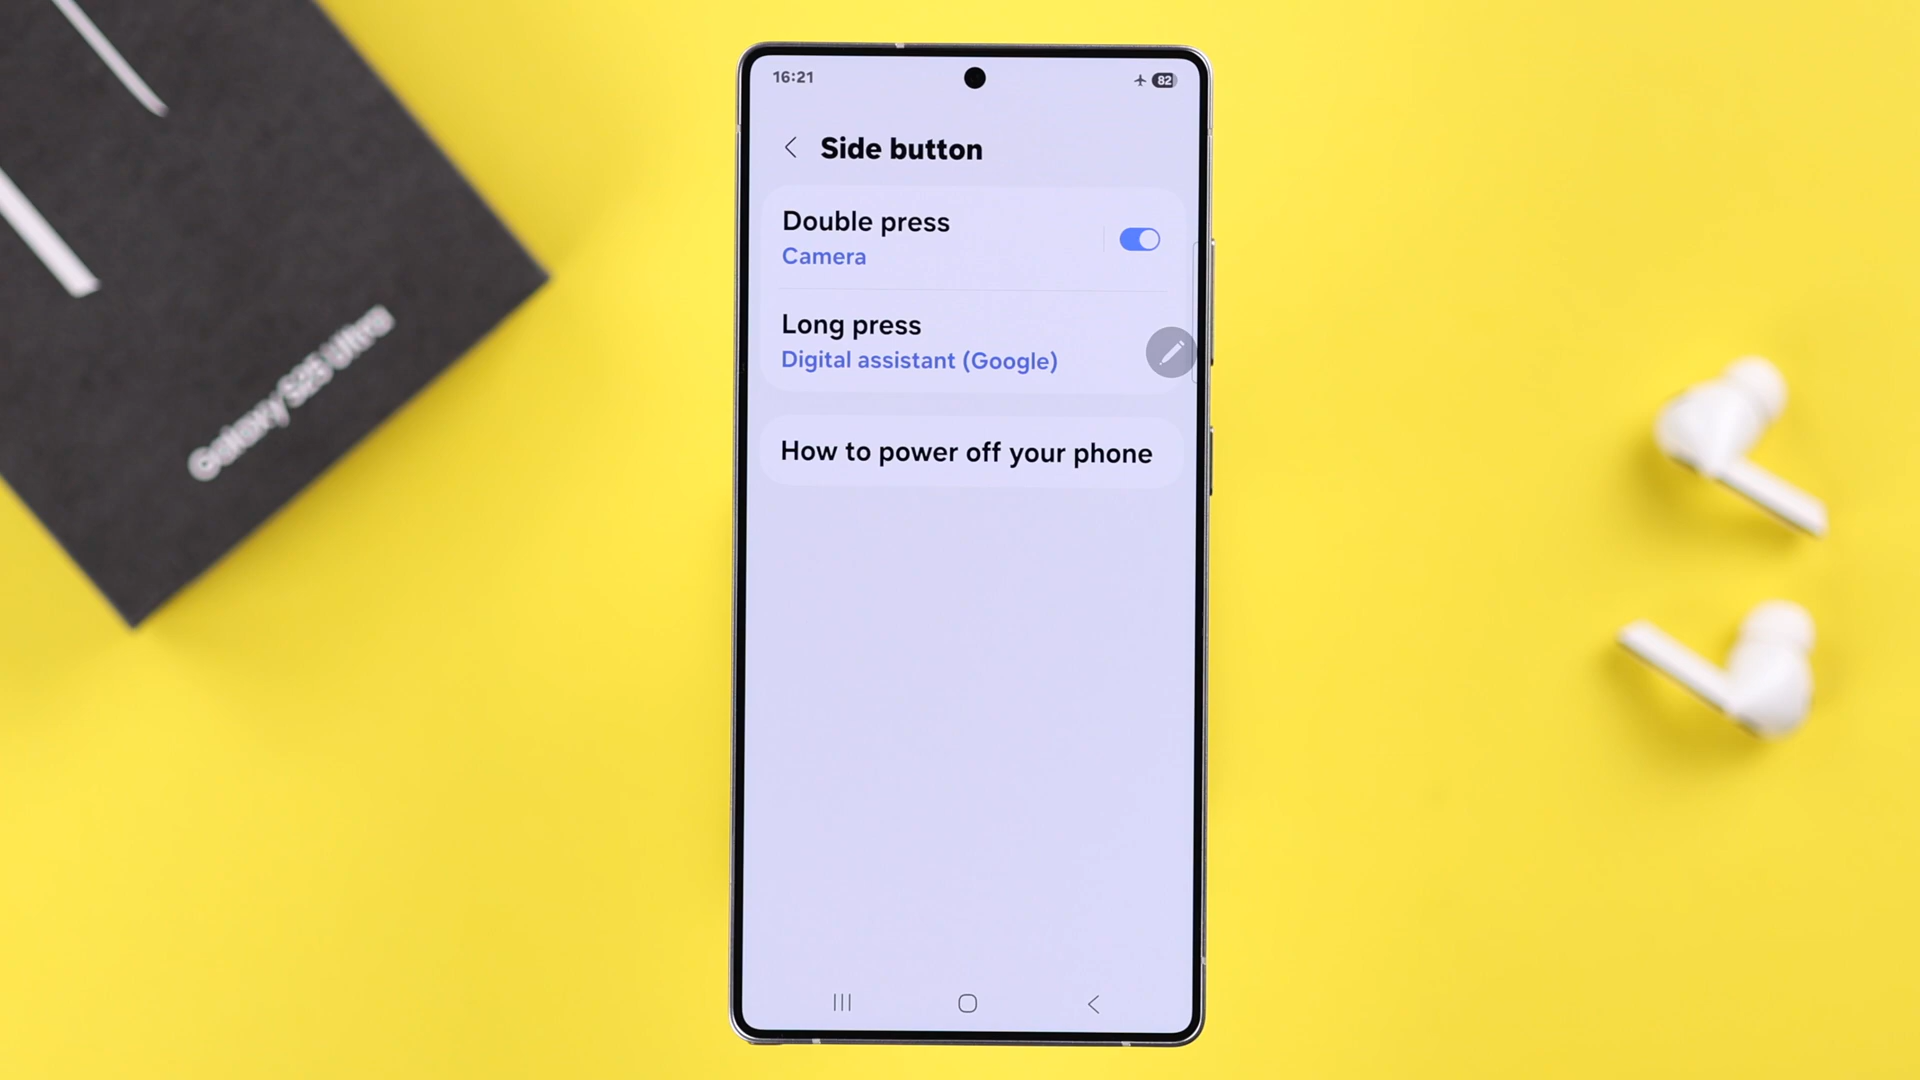 Galaxy S25 Ultra
16:21
82
Side button
Double press
Camera
Long press
Digital assistant (Google)
How to power off your phone